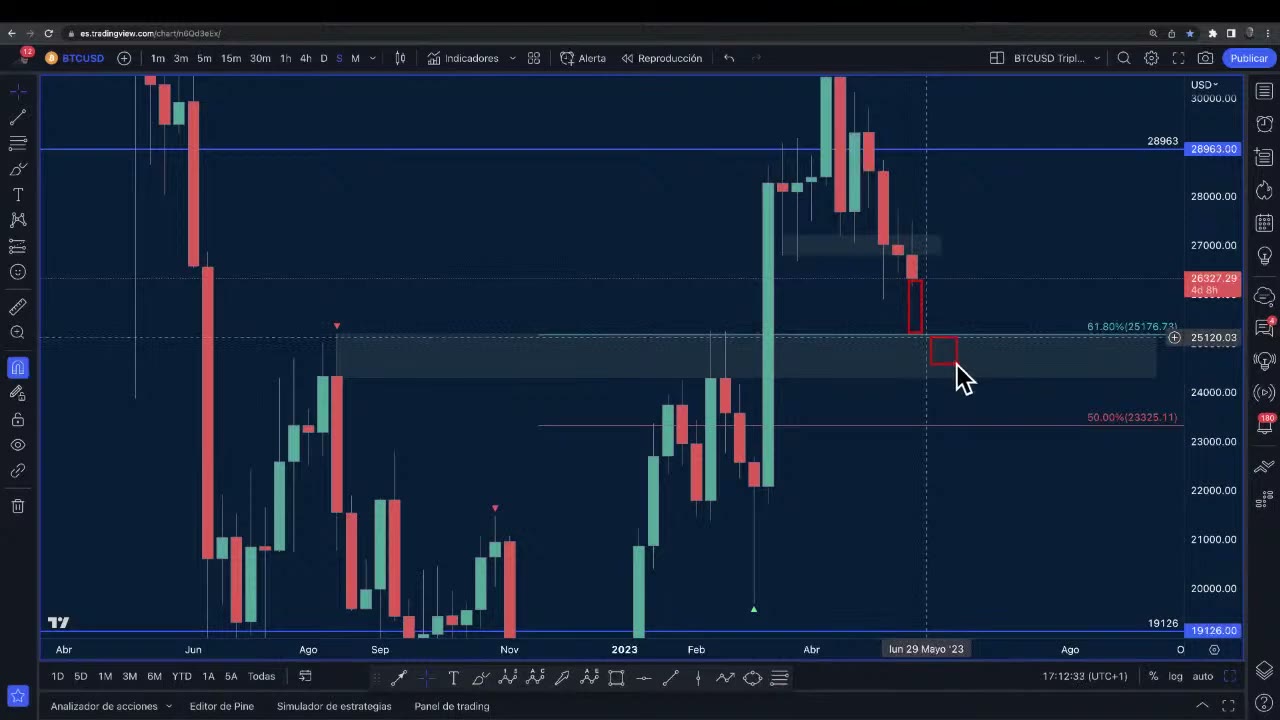 es.tradingview.com/chart/n6Qd3eEx/
12
BTCUSD 1m 3m 5m 15m 30m 1h 4h D S M Indicadores Alerta Reproducción BTCUSD Tripl... Publicar
USD
30000.00
28963 28963.00
28000.00
27000.00
26327.29
4d 8h
61.80%(25176.73)
25120.03
24000.00
50.00%(23325.11)
23000.00
22000.00
21000.00
20000.00
19126 19126.00
4
180
Abr Jun Ago Sep Nov 2023 Feb Abr lun 29 Mayo '23 Ago O
1D 5D 1M 3M 6M YTD 1A 5A Todas 17:12:33 (UTC+1) % log auto
Analizador de acciones Editor de Pine Simulador de estrategias Panel de trading